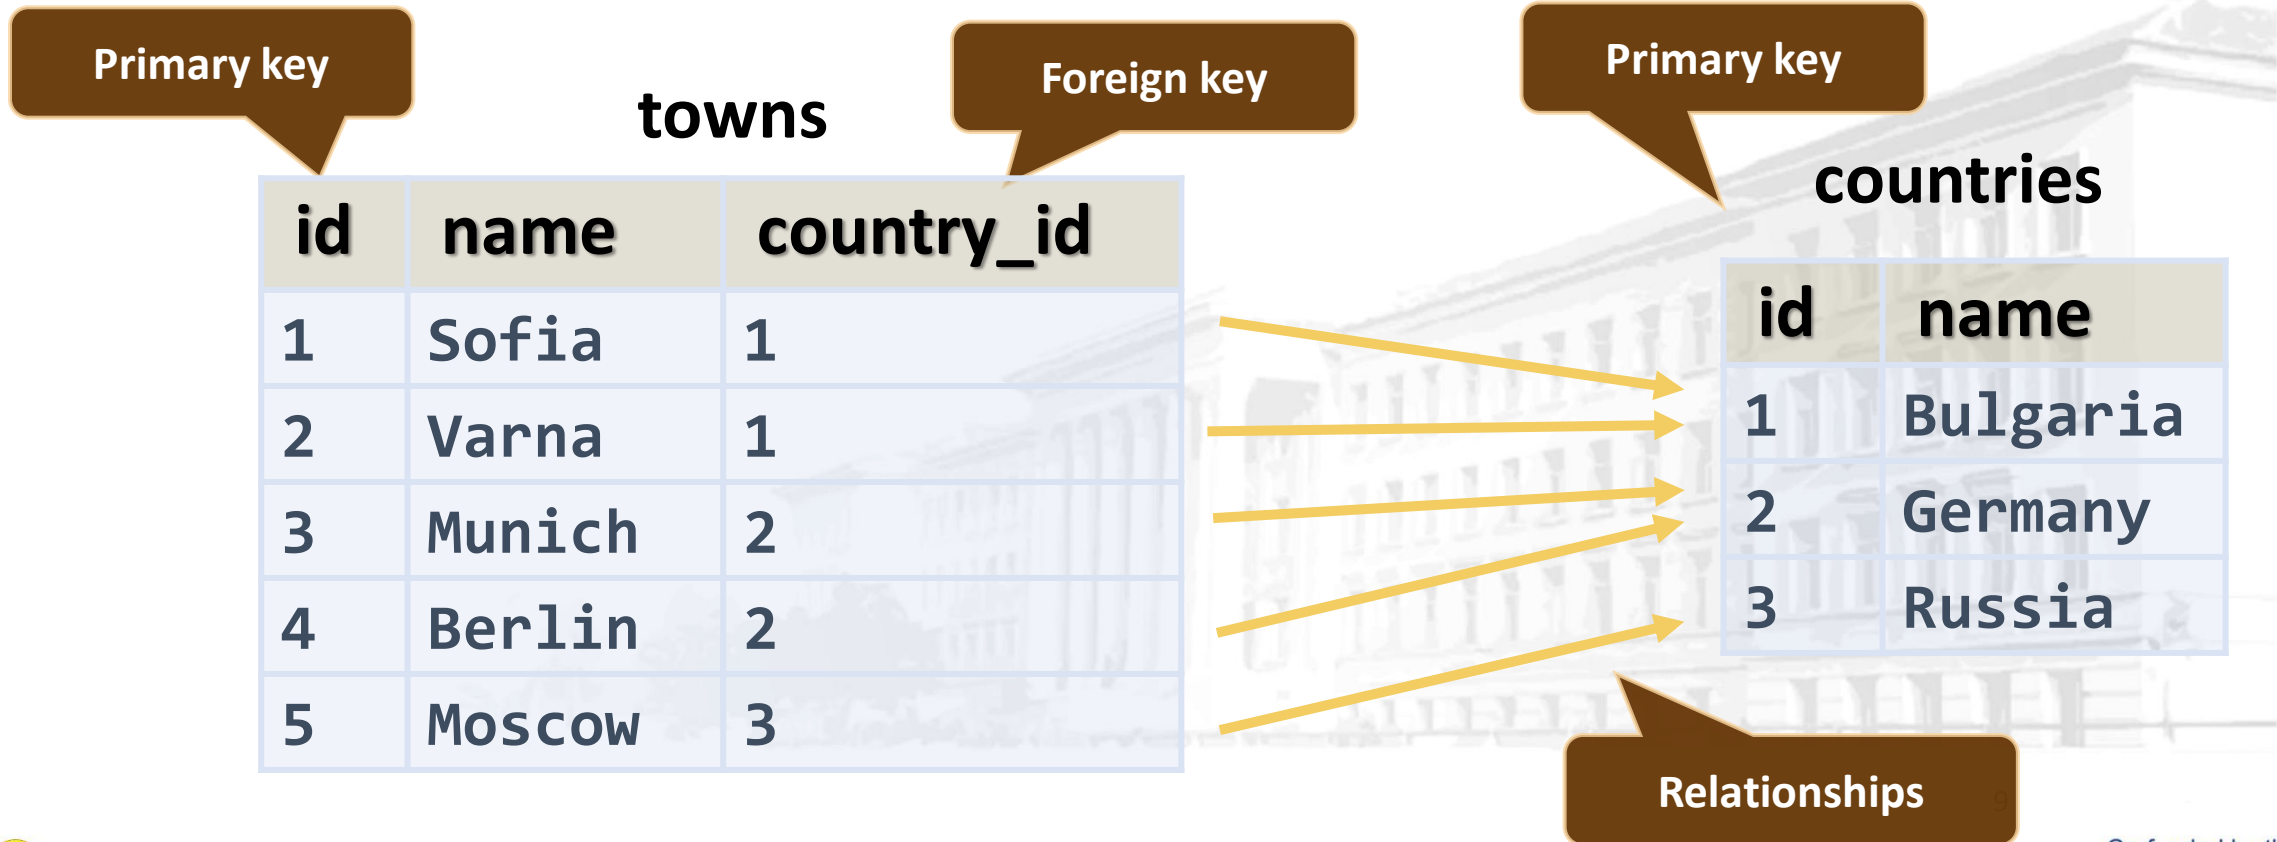 Primary key
Foreign key
Primary key
towns
countries
id name country_id
1 Sofia 1
2 Varna 1
3 Munich 2
4 Berlin 2
5 Moscow 3
id name
1 Bulgaria
2 Germany
3 Russia
Relationships
9